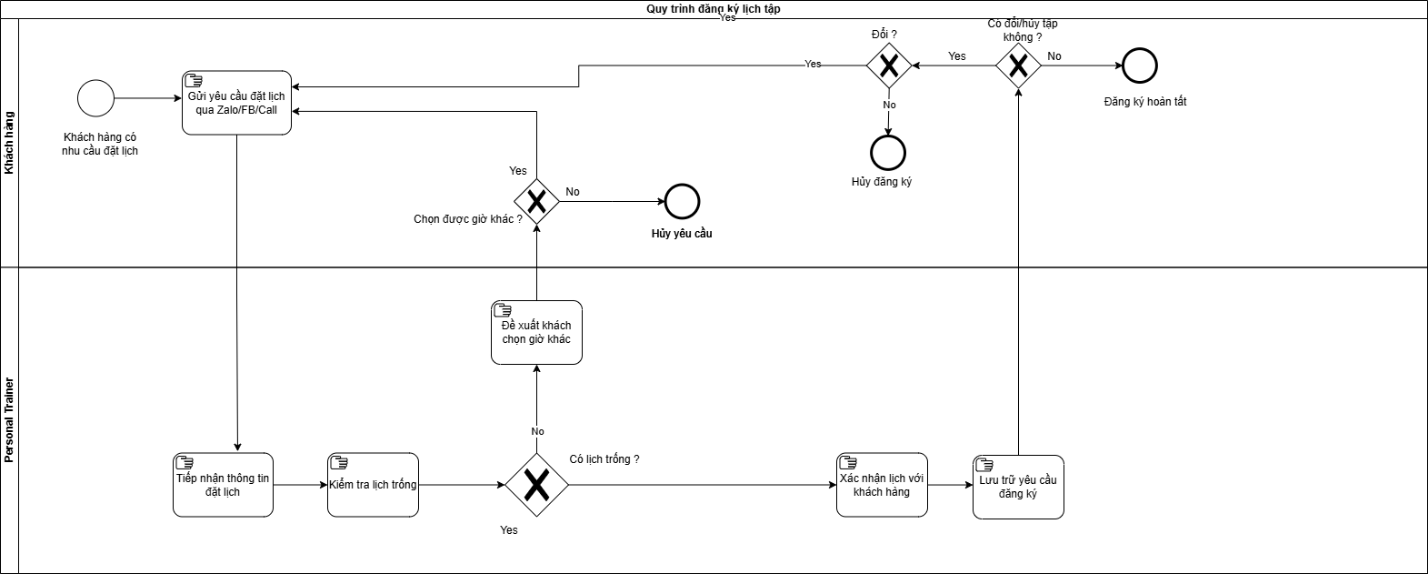 Quy trình đăng ký lịch tập
Yes
Khách hàng
Khách hàng có
nhu cầu đặt lịch
Gửi yêu cầu đặt lịch
qua Zalo/FB/Call
Yes
Chọn được giờ khác ?
No
Hủy yêu cầu
Yes
Đổi ?
No
Hủy đăng ký
Yes
Có đổi/hủy tập
không ?
No
Đăng ký hoàn tất
Personal Trainer
Tiếp nhận thông tin
đặt lịch
Kiểm tra lịch trống
Đề xuất khách
chọn giờ khác
No
Có lịch trống ?
Yes
Xác nhận lịch với
khách hàng
Lưu trữ yêu cầu
đăng ký